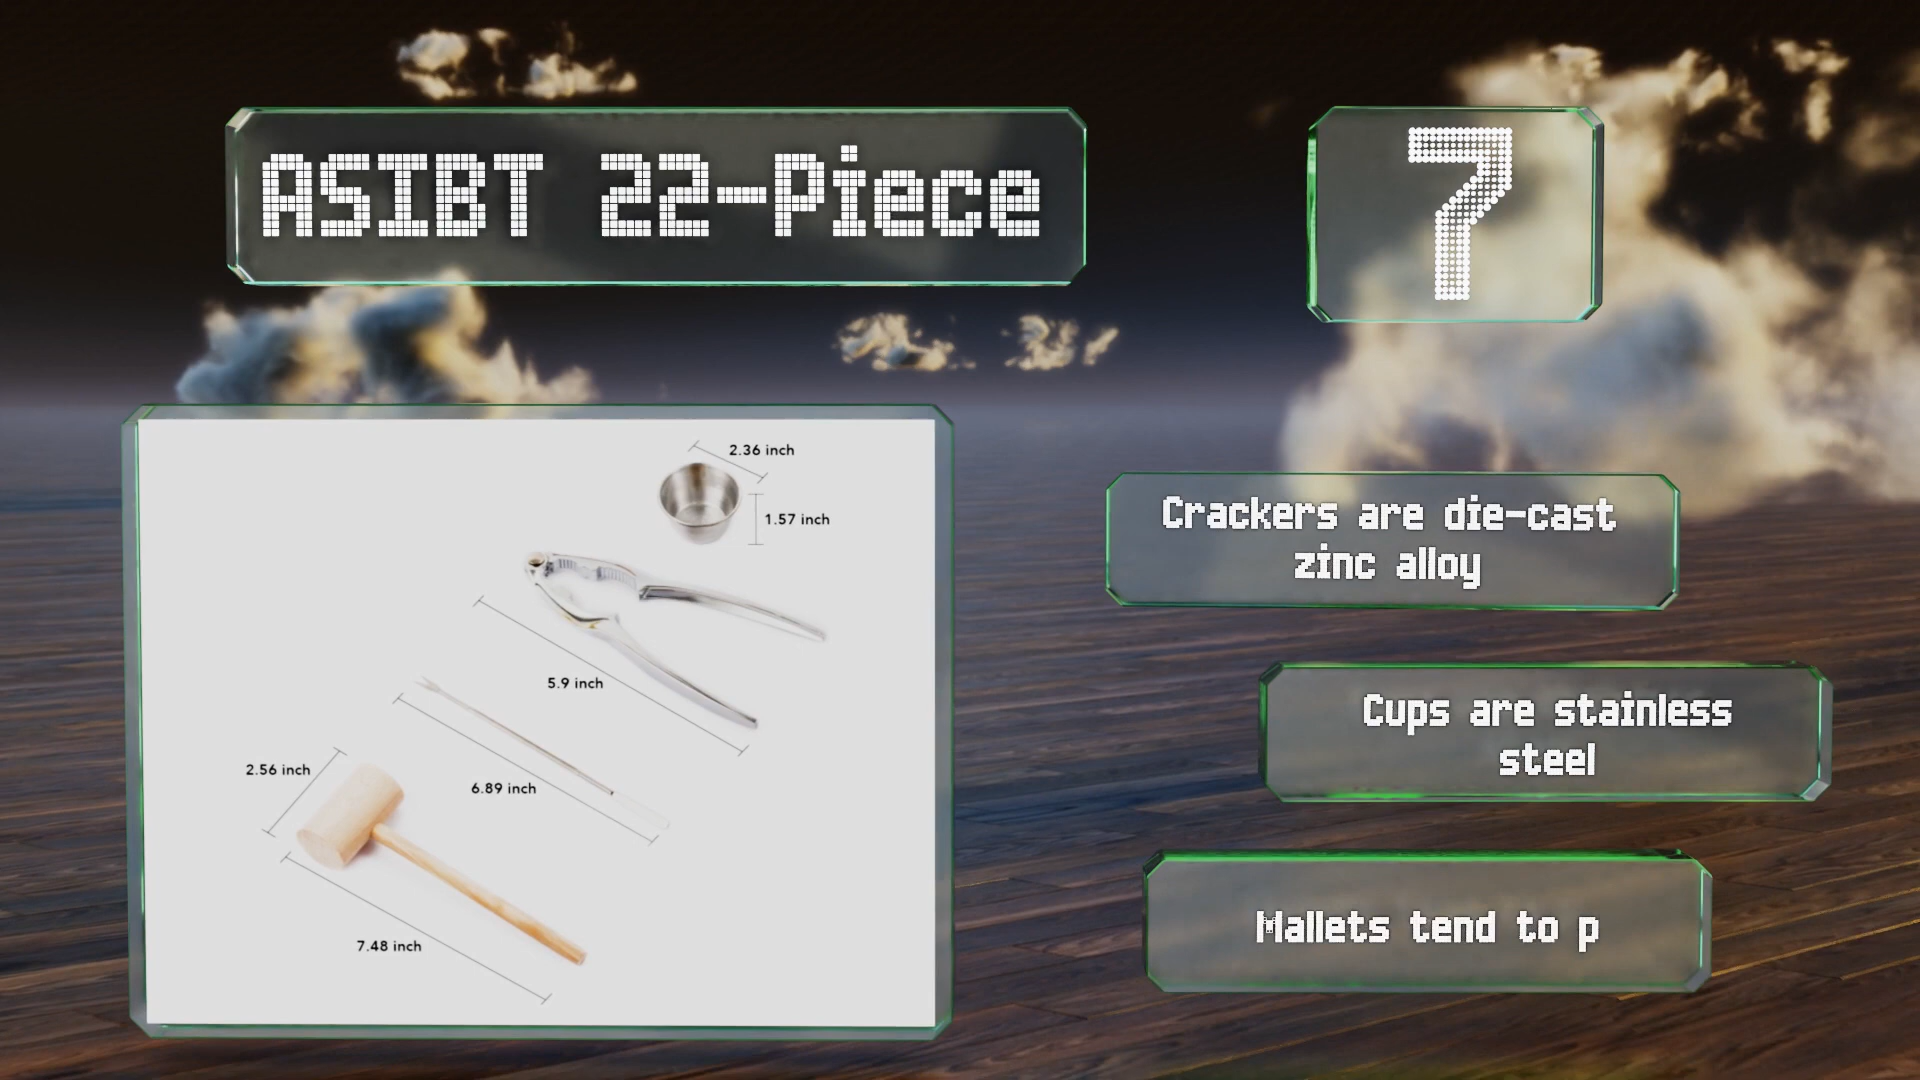 ASIBT 22-Piece
7
2.36 inch
1.57 inch
5.9 inch
6.89 inch
2.56 inch
7.48 inch
Crackers are die-cast
zinc alloy
Cups are stainless
steel
Mallets tend to p